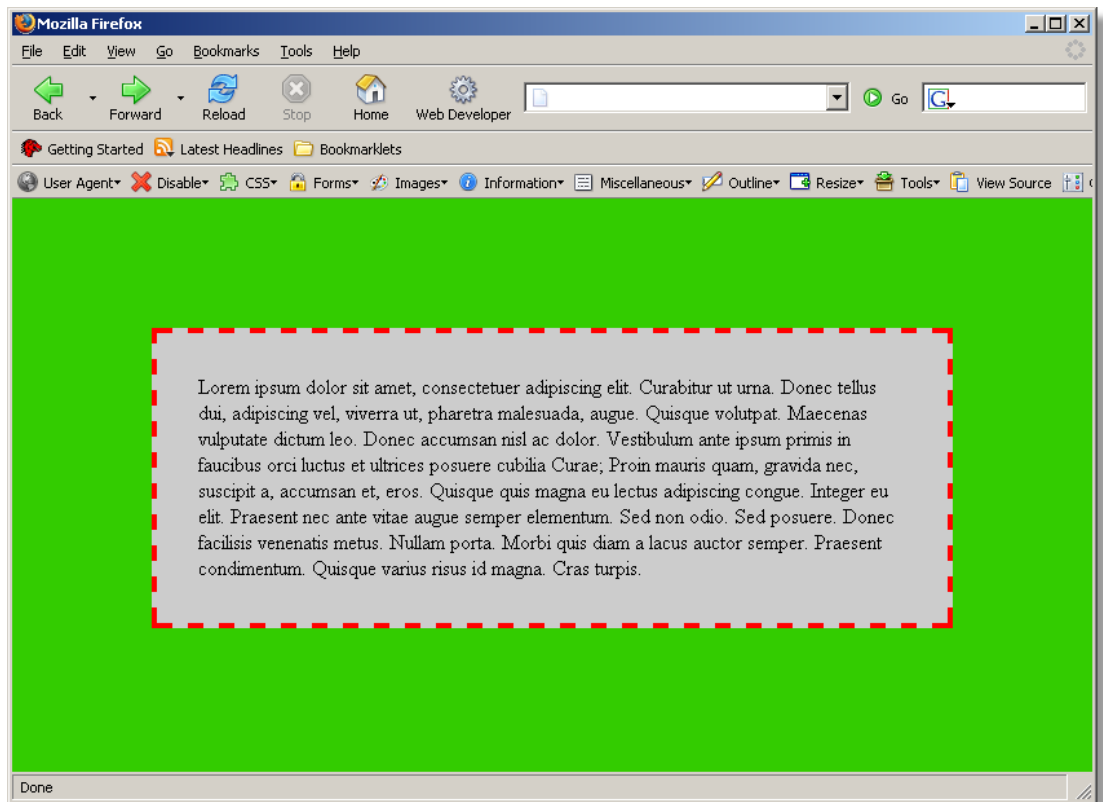 Mozilla Firefox
File Edit View Go Bookmarks Tools Help
Back Forward Reload Stop Home Web Developer Go G
Getting Started Latest Headlines Bookmarklets
User Agent Disable CSS Forms Images Information Miscellaneous Outline Resize Tools View Source
Lorem ipsum dolor sit amet, consectetuer adipiscing elit. Curabitur ut urna. Donec tellus
dui, adipiscing vel, viverra ut, pharetra malesuada, augue. Quisque volutpat. Maecenas
vulputate dictum leo. Donec accumsan nisl ac dolor. Vestibulum ante ipsum primis in
faucibus orci luctus et ultrices posuere cubilia Curae; Proin mauris quam, gravida nec,
suscipit a, accumsan et, eros. Quisque quis magna eu lectus adipiscing congue. Integer eu
elit. Praesent nec ante vitae augue semper elementum. Sed non odio. Sed posuere. Donec
facilisis venenatis metus. Nullam porta. Morbi quis diam a lacus auctor semper. Praesent
condimentum. Quisque varius risus id magna. Cras turpis.
Done